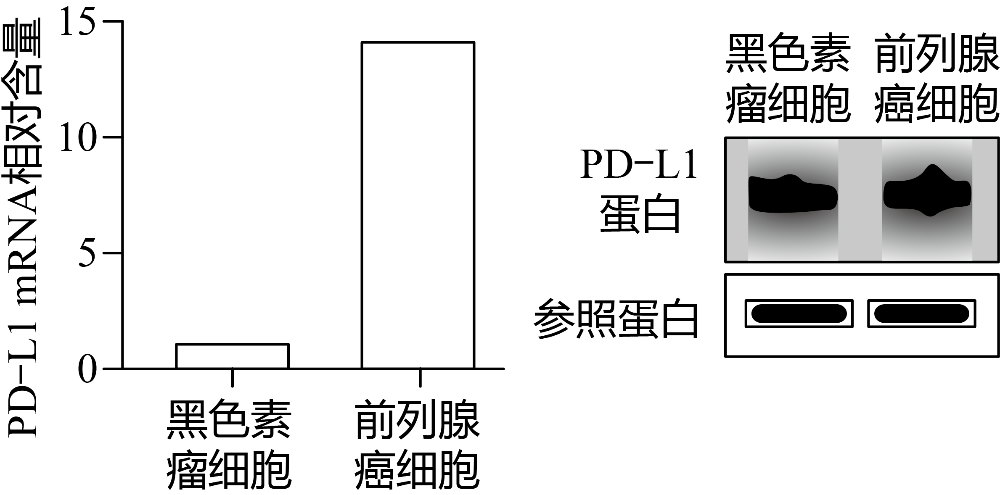 PD-L1 mRNA相对含量
15
10
5
0
黑色素
瘤细胞
前列腺
癌细胞
黑色素
瘤细胞
前列腺
癌细胞
PD-L1
蛋白
参照蛋白